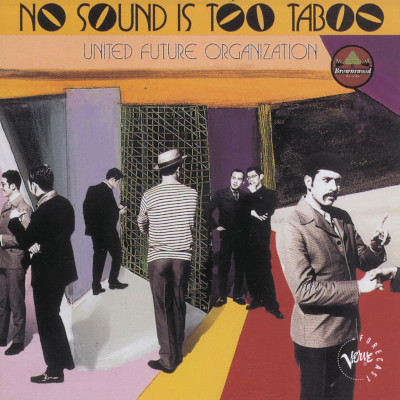 NO SOUND IS TOO TABOO
UNITED FUTURE ORGANIZATION
Brownswood
Verve
FORECAST